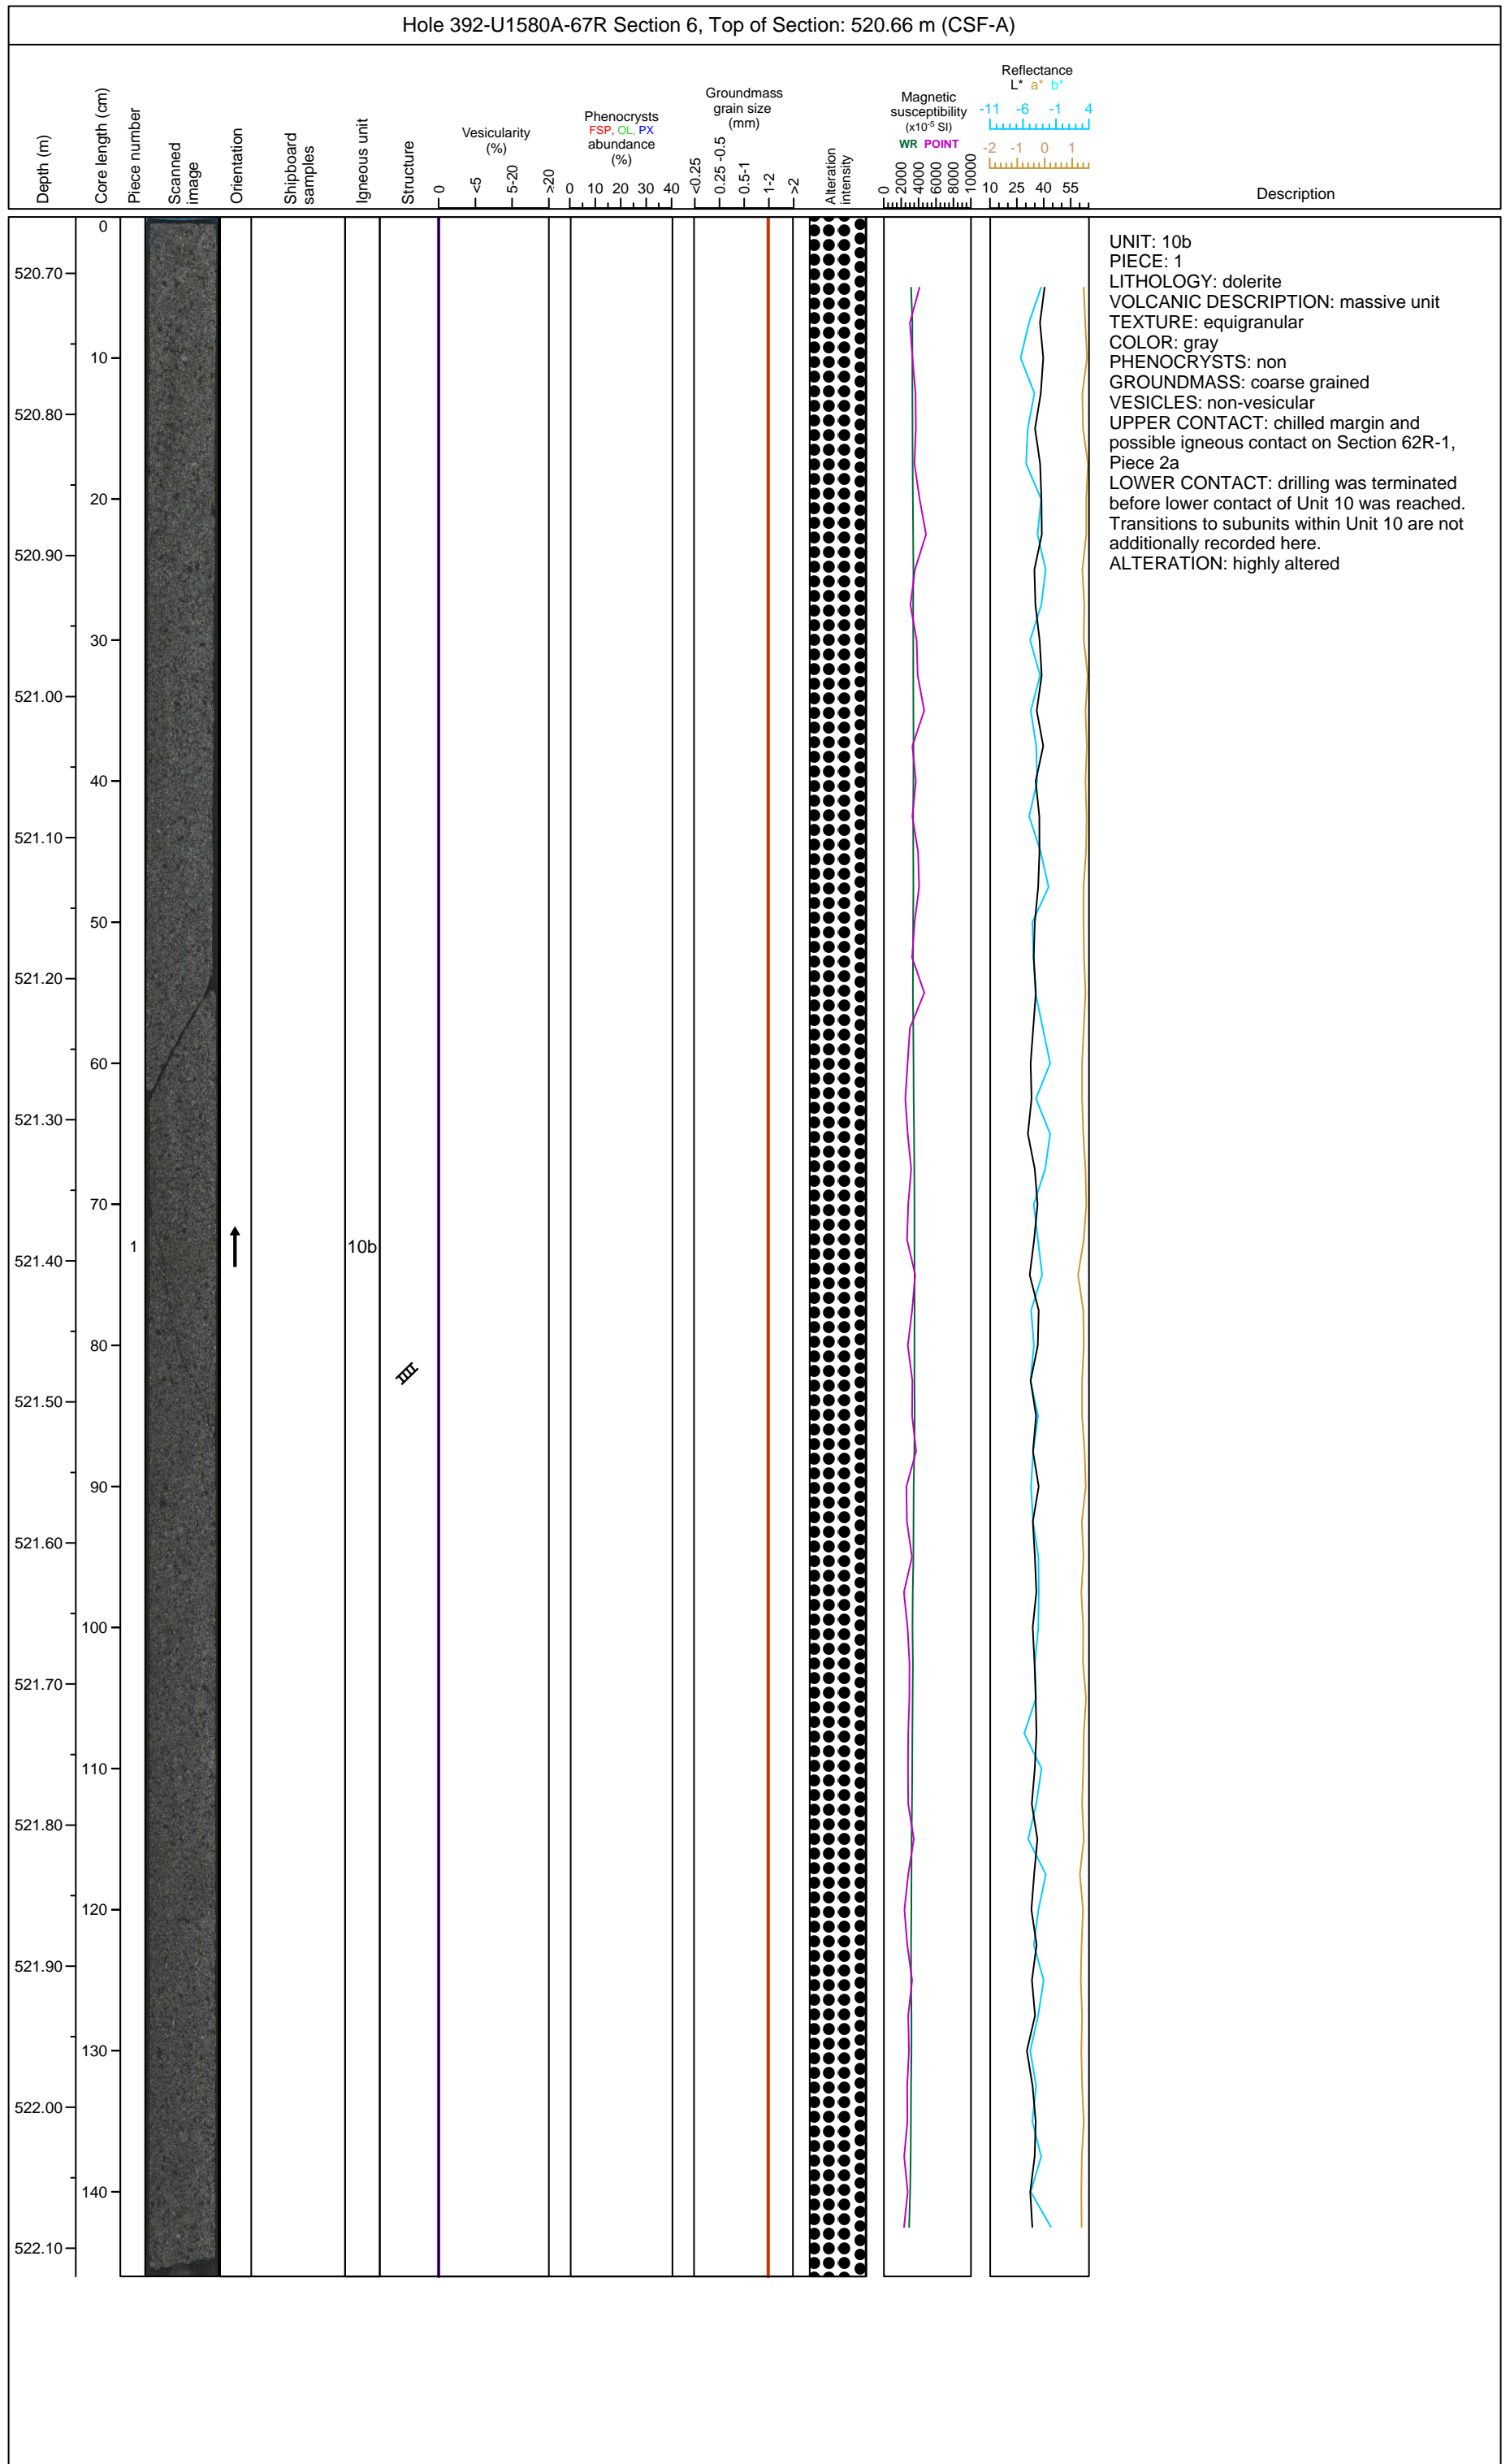 Hole 392-U1580A-67R Section 6, Top of Section: 520.66 m (CSF-A)
Depth (m)
Core length (cm)
Piece number
Scanned
image
Orientation
Shipboard
samples
Igneous unit
Structure
Vesicularity
(%)
0
<5
5-20
>20
Phenocrysts
FSP, OL, PX
abundance
(%)
0 10 20 30 40
Groundmass
grain size
(mm)
<0.25
0.25 -0.5
0.5-1
1-2
>2
Alteration
intensity
Magnetic
susceptibility
(x10-5 SI)
WR POINT
0
2000
4000
6000
8000
10000
Reflectance
L* a* b*
-11 -6 -1 4
-2 -1 0 1
10 25 40 55
Description
0
520.70
10
520.80
20
520.90
30
521.00
40
521.10
50
521.20
60
521.30
70
1
10b
521.40
80
521.50
90
521.60
100
521.70
110
521.80
120
521.90
130
522.00
140
522.10
UNIT: 10b
PIECE: 1
LITHOLOGY: dolerite
VOLCANIC DESCRIPTION: massive unit
TEXTURE: equigranular
COLOR: gray
PHENOCRYSTS: non
GROUNDMASS: coarse grained
VESICLES: non-vesicular
UPPER CONTACT: chilled margin and
possible igneous contact on Section 62R-1,
Piece 2a
LOWER CONTACT: drilling was terminated
before lower contact of Unit 10 was reached.
Transitions to subunits within Unit 10 are not
additionally recorded here.
ALTERATION: highly altered